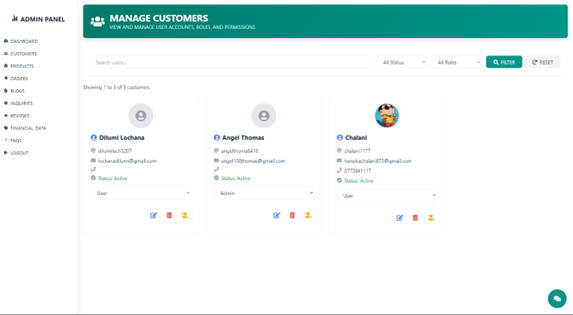 ADMIN PANEL
DASHBOARD
CUSTOMERS
PRODUCTS
ORDERS
BLOGS
INQUIRIES
REVIEWS
FINANCIAL DATA
FAQS
LOGOUT
MANAGE CUSTOMERS
VIEW AND MANAGE USER ACCOUNTS, ROLES, AND PERMISSIONS
Search users...
All Status
All Roles
FILTER
RESET
Showing 1 to 3 of 3 customers
Dilumi Lochana
dilumiloch5207
lochanadilumi@gmail.com
Status: Active
User
Angel Thomas
angelthoma6416
angel100thomas@gmail.com
Status: Active
Admin
Chalani
chalani1177
hansikachalani875@gmail.com
0773841117
Status: Active
User